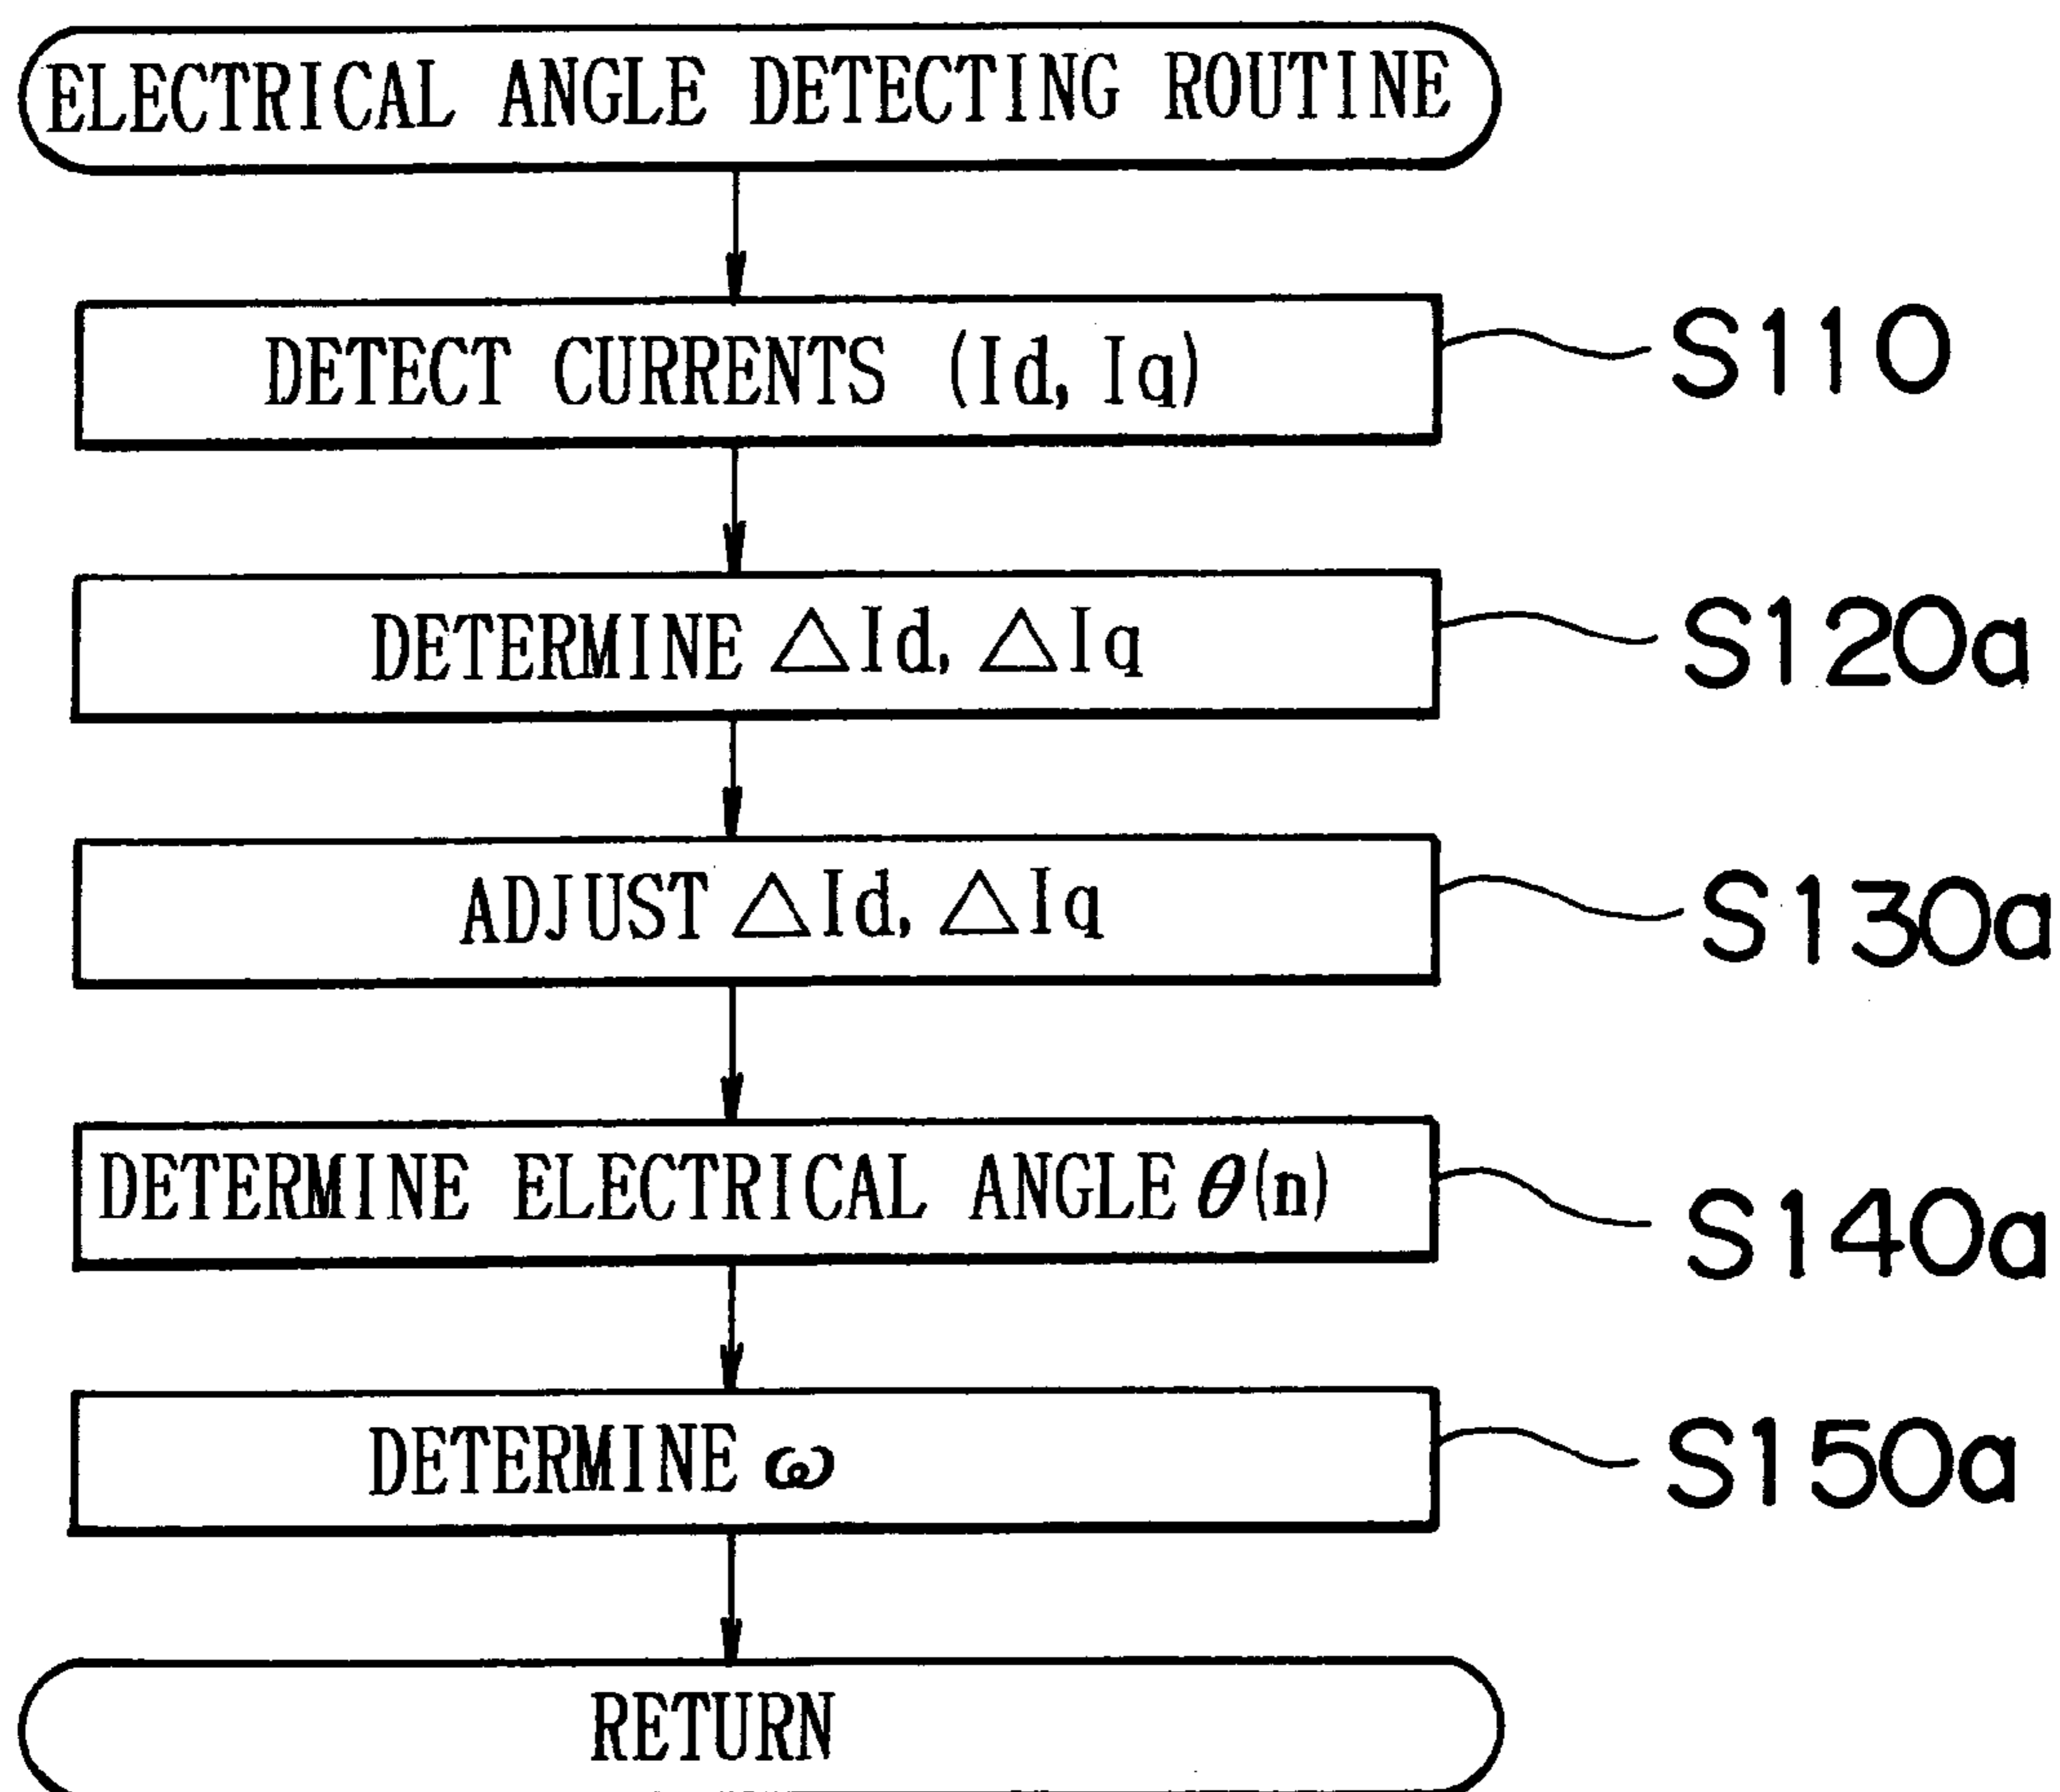 ELECTRICAL ANGLE DETECTING ROUTINE
DETECT CURRENTS (Id, Iq)
S110
DETERMINE △Id, △Iq
S120a
ADJUST △Id, △Iq
S130a
DETERMINE ELECTRICAL ANGLE θ(n)
S140a
DETERMINE ω
S150a
RETURN